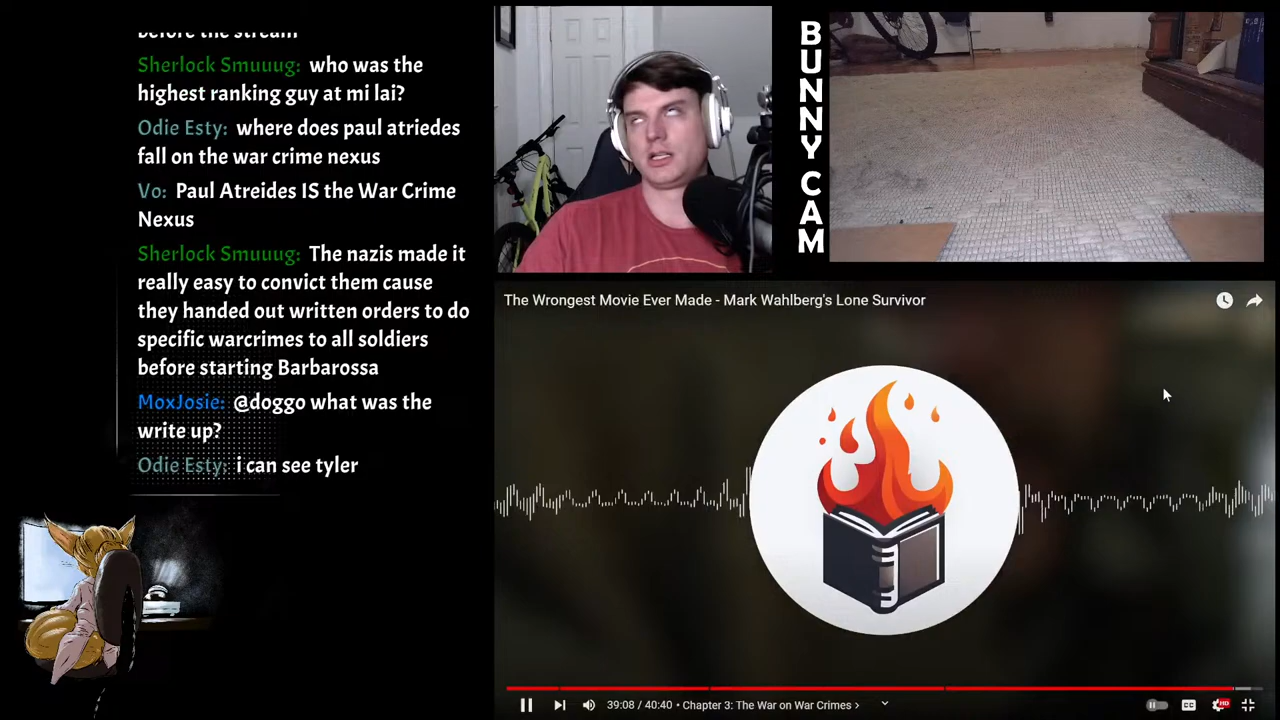 before the stream
Sherlock Smuuug: who was the
highest ranking guy at mi lai?
Odie Esty: where does paul atriedes
fall on the war crime nexus
Vo: Paul Atreides IS the War Crime
Nexus
Sherlock Smuuug: The nazis made it
really easy to convict them cause
they handed out written orders to do
specific warcrimes to all soldiers
before starting Barbarossa
MoxJosie: @doggo what was the
write up?
Odie Esty: i can see tyler
BUNNY CAM
The Wrongest Movie Ever Made - Mark Wahlberg's Lone Survivor
39:08 / 40:40 • Chapter 3: The War on War Crimes >
CC
HD